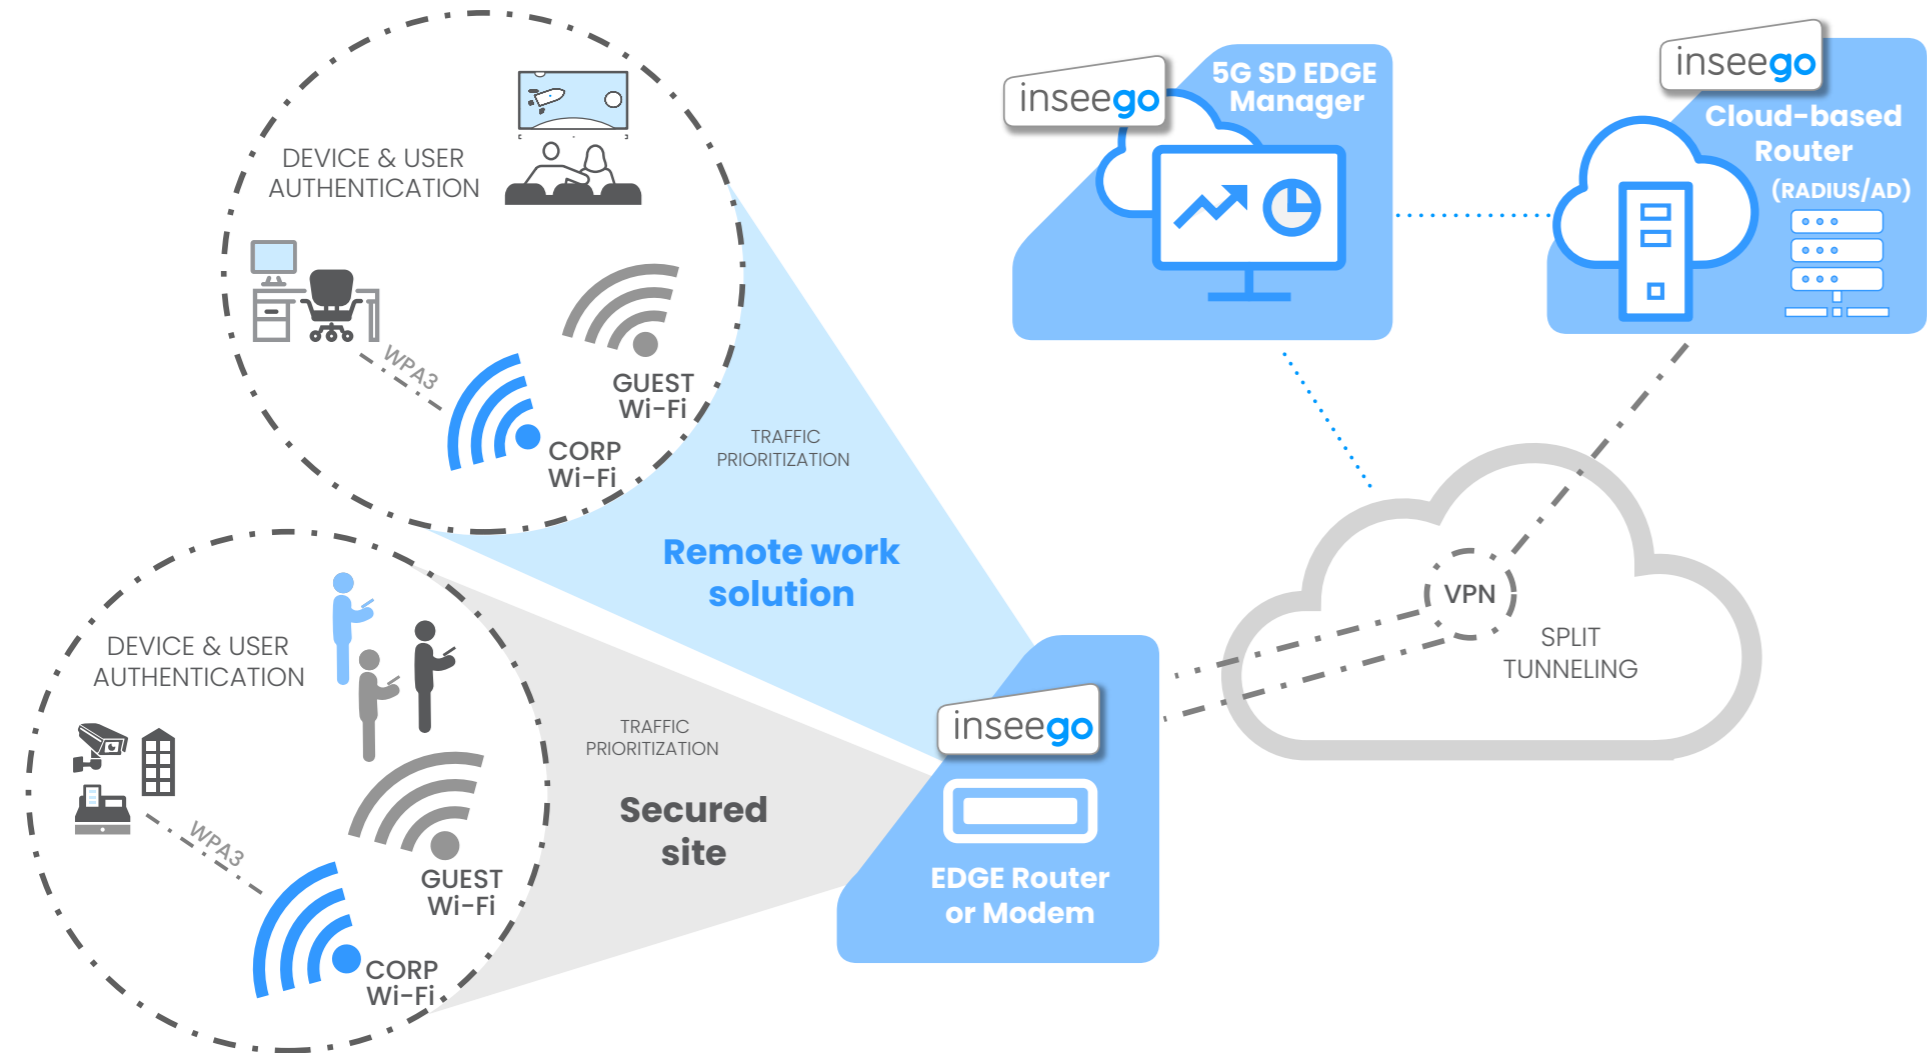 DEVICE & USER
AUTHENTICATION
WPA3
GUEST
Wi-Fi
CORP
Wi-Fi
TRAFFIC
PRIORITIZATION
Remote work
solution
DEVICE & USER
AUTHENTICATION
WPA3
GUEST
Wi-Fi
CORP
Wi-Fi
TRAFFIC
PRIORITIZATION
Secured
site
inseego
EDGE Router
or Modem
inseego
5G SD EDGE
Manager
inseego
Cloud-based
Router
(RADIUS/AD)
VPN
SPLIT
TUNNELING